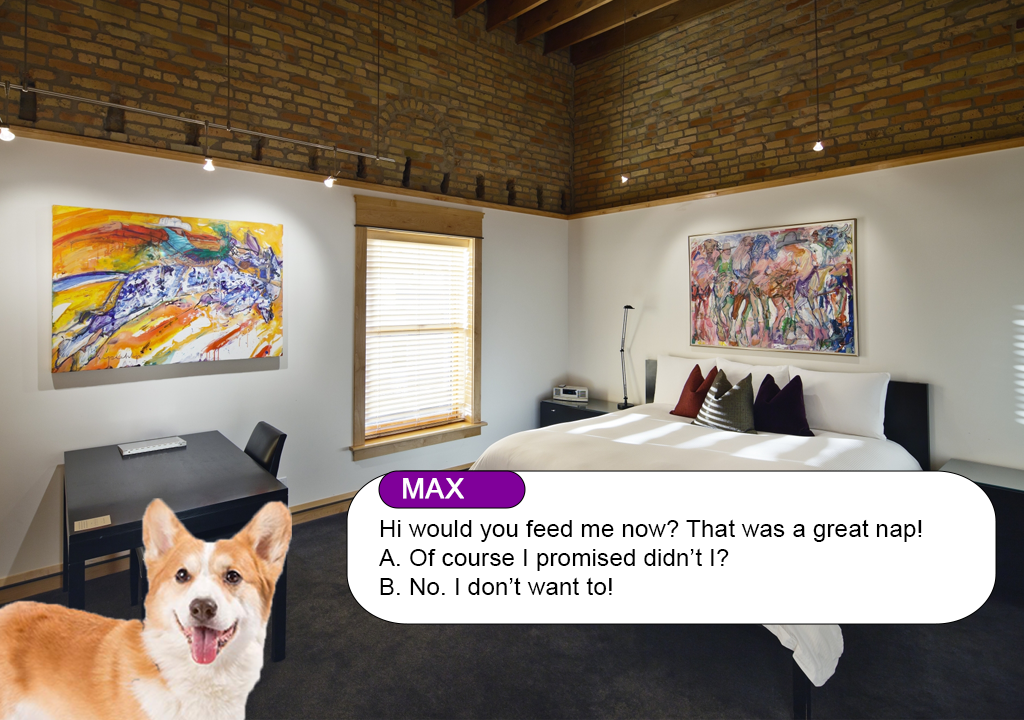 MAX
Hi would you feed me now? That was a great nap!
A. Of course I promised didn’t I?
B. No. I don’t want to!